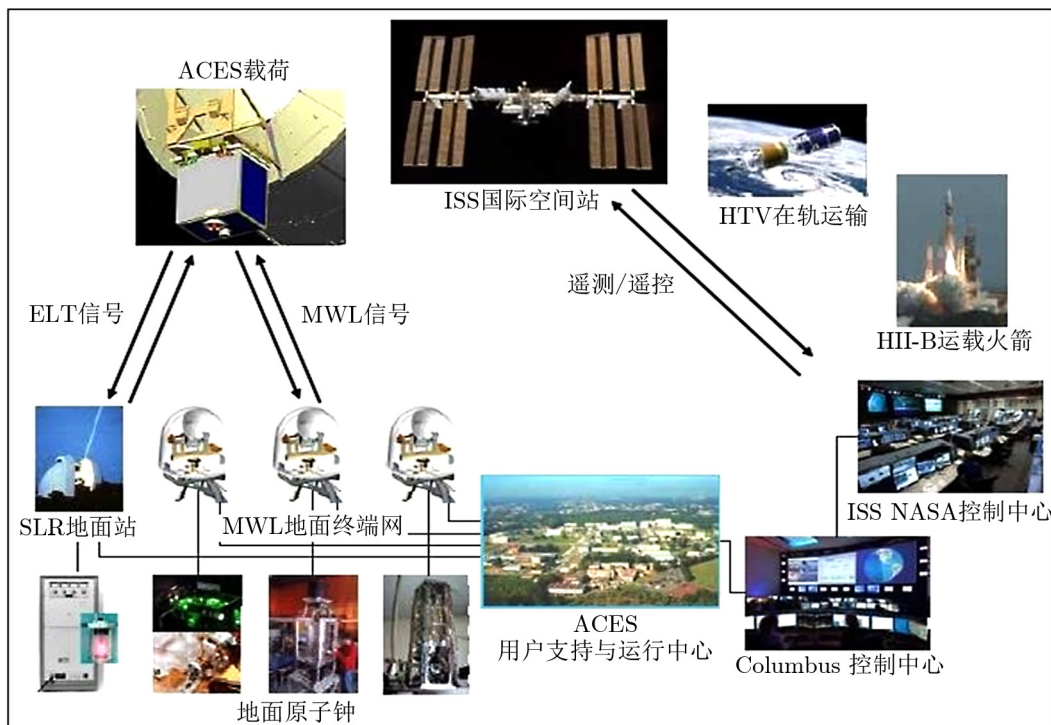 ACES载荷
ISS国际空间站
HTV在轨运输
ELT信号
MWL信号
遥测/遥控
HII-B运载火箭
SLR地面站
MWL地面终端网
ISS NASA控制中心
ACES
用户支持与运行中心
Columbus 控制中心
地面原子钟